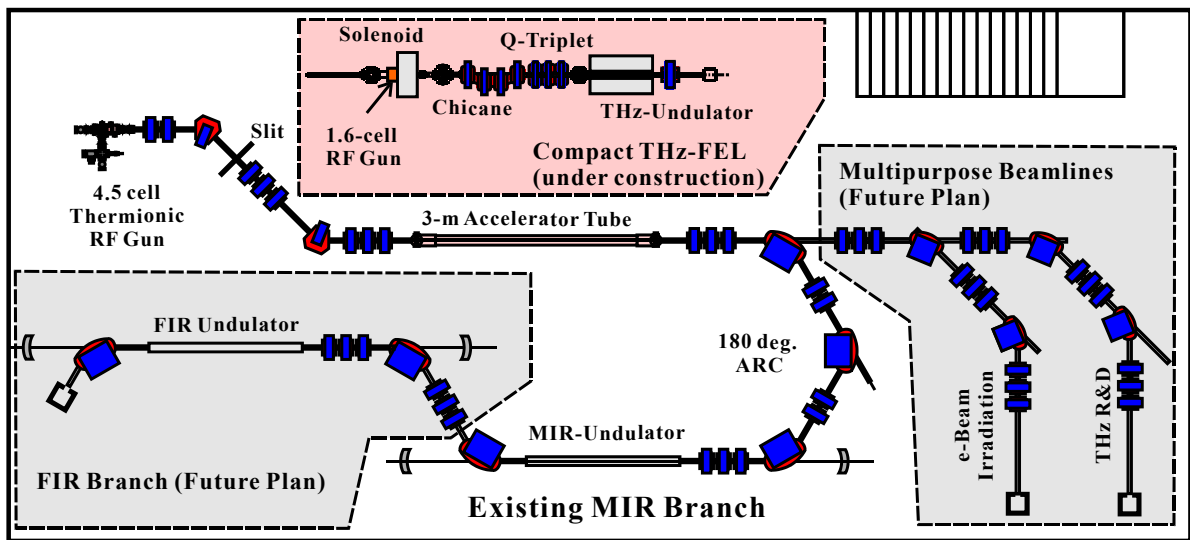 Solenoid
Q-Triplet
Chicane
THz-Undulator
1.6-cell
RF Gun
Compact THz-FEL
(under construction)
Slit
4.5 cell
Thermionic
RF Gun
3-m Accelerator Tube
Multipurpose Beamlines
(Future Plan)
FIR Undulator
180 deg.
ARC
e-Beam
Irradiation
THz R&D
MIR-Undulator
FIR Branch (Future Plan)
Existing MIR Branch